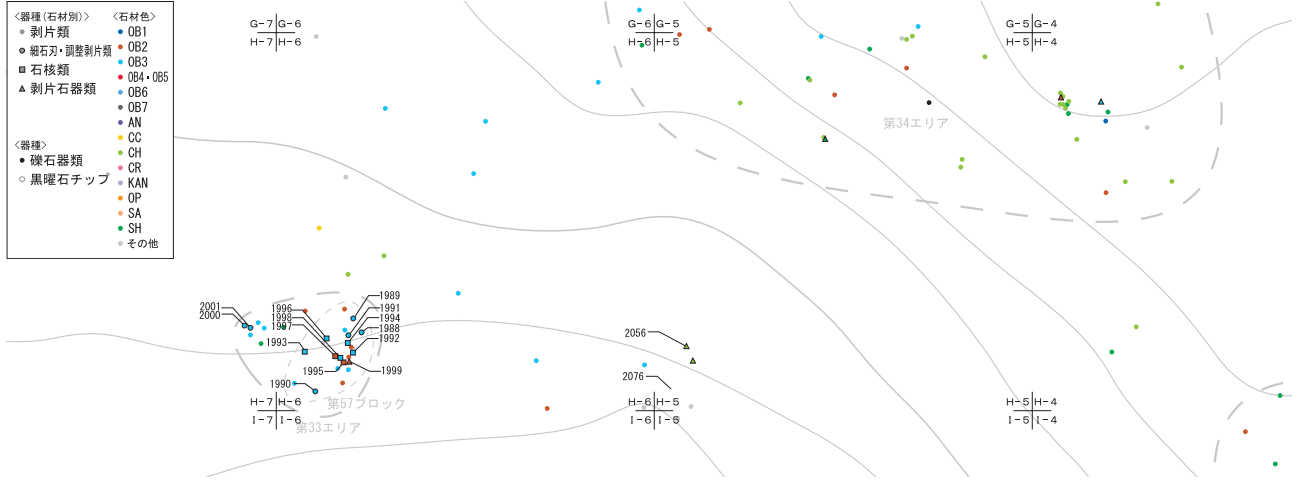 〈器種(石材別)〉
剥片類
細石刃・調整剥片類
石核類
剥片石器類
〈器種〉
礫石器類
黒曜石チップ
〈石材色〉
OB1
OB2
OB3
OB4・OB5
OB6
OB7
AN
CC
CH
CR
KAN
OP
SA
SH
その他
G-7 G-6
H-7 H-6
G-6 G-5
H-6 H-5
G-5 G-4
H-5 H-4
第34エリア
2001
2000
1996
1998
1997
1993
1995
1990
1989
1991
1994
1988
1992
1999
第57ブロック
第33エリア
2056
2076
H-7 H-6
I-7 I-6
H-6 H-5
I-6 I-5
H-5 H-4
I-5 I-4